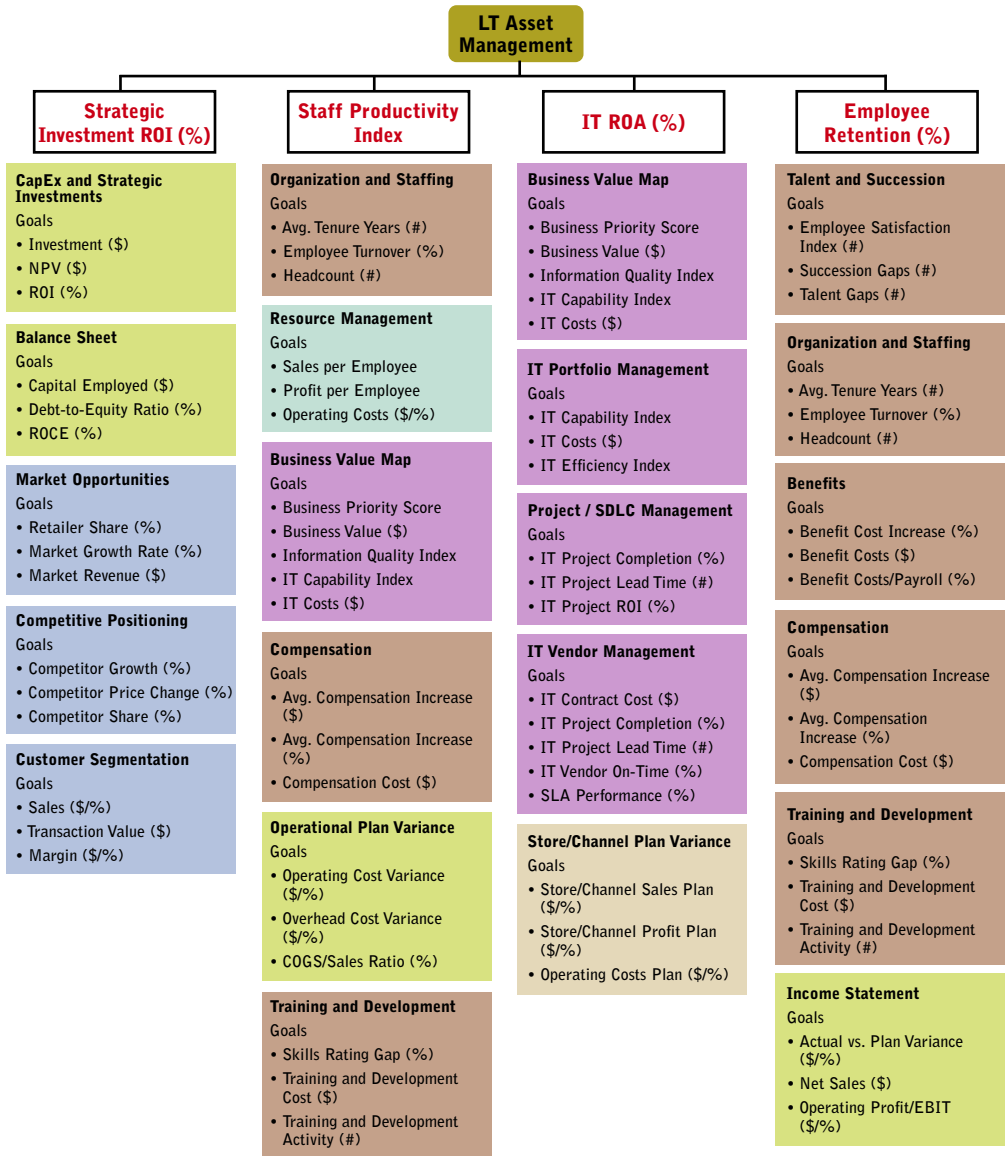 LT Asset
Management
Strategic
Investment ROI (%)
CapEx and Strategic
Investments
Goals
• Investment ($)
• NPV ($)
• ROI (%)
Balance Sheet
Goals
• Capital Employed ($)
• Debt-to-Equity Ratio (%)
• ROCE (%)
Market Opportunities
Goals
• Retailer Share (%)
• Market Growth Rate (%)
• Market Revenue ($)
Competitive Positioning
Goals
• Competitor Growth (%)
• Competitor Price Change (%)
• Competitor Share (%)
Customer Segmentation
Goals
• Sales ($/%)
• Transaction Value ($)
• Margin ($/%)
Staff Productivity
Index
Organization and Staffing
Goals
• Avg. Tenure Years (#)
• Employee Turnover (%)
• Headcount (#)
Resource Management
Goals
• Sales per Employee
• Profit per Employee
• Operating Costs ($/%)
Business Value Map
Goals
• Business Priority Score
• Business Value ($)
• Information Quality Index
• IT Capability Index
• IT Costs ($)
Compensation
Goals
• Avg. Compensation Increase
($)
• Avg. Compensation Increase
(%)
• Compensation Cost ($)
Operational Plan Variance
Goals
• Operating Cost Variance
($/%)
• Overhead Cost Variance
($/%)
• COGS/Sales Ratio (%)
Training and Development
Goals
• Skills Rating Gap (%)
• Training and Development
Cost ($)
• Training and Development
Activity (#)
IT ROA (%)
Business Value Map
Goals
• Business Priority Score
• Business Value ($)
• Information Quality Index
• IT Capability Index
• IT Costs ($)
IT Portfolio Management
Goals
• IT Capability Index
• IT Costs ($)
• IT Efficiency Index
Project / SDLC Management
Goals
• IT Project Completion (%)
• IT Project Lead Time (#)
• IT Project ROI (%)
IT Vendor Management
Goals
• IT Contract Cost ($)
• IT Project Completion (%)
• IT Project Lead Time (#)
• IT Vendor On-Time (%)
• SLA Performance (%)
Store/Channel Plan Variance
Goals
• Store/Channel Sales Plan
($/%)
• Store/Channel Profit Plan
($/%)
• Operating Costs Plan ($/%)
Employee
Retention (%)
Talent and Succession
Goals
• Employee Satisfaction
Index (#)
• Succession Gaps (#)
• Talent Gaps (#)
Organization and Staffing
Goals
• Avg. Tenure Years (#)
• Employee Turnover (%)
• Headcount (#)
Benefits
Goals
• Benefit Cost Increase (%)
• Benefit Costs ($)
• Benefit Costs/Payroll (%)
Compensation
Goals
• Avg. Compensation Increase
($)
• Avg. Compensation
Increase (%)
• Compensation Cost ($)
Training and Development
Goals
• Skills Rating Gap (%)
• Training and Development
Cost ($)
• Training and Development
Activity (#)
Income Statement
Goals
• Actual vs. Plan Variance
($/%)
• Net Sales ($)
• Operating Profit/EBIT
($/%)